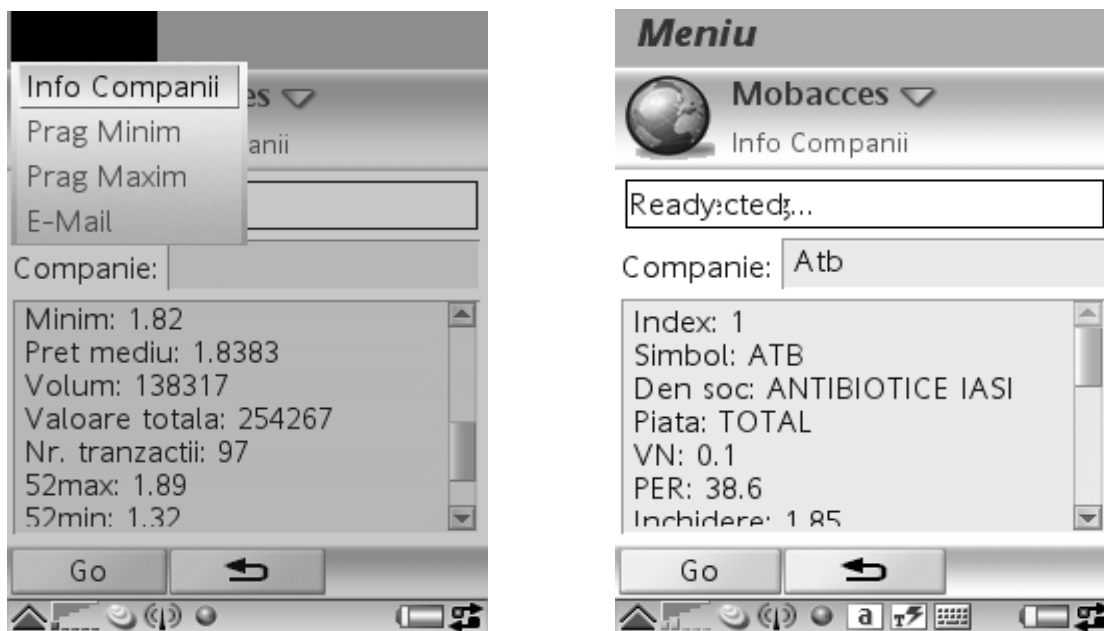 Info Companii
Prag Minim
Prag Maxim
E-Mail
es
anii
Companie:
Minim: 1.82
Pret mediu: 1.8383
Volum: 138317
Valoare totala: 254267
Nr. tranzactii: 97
52max: 1.89
52min: 1.32
Go
Meniu
Mobacces
Info Companii
Ready
Companie: Atb
Index: 1
Simbol: ATB
Den soc: ANTIBIOTICE IASI
Piata: TOTAL
VN: 0.1
PER: 38.6
Inchidere: 1.85
Go
a T